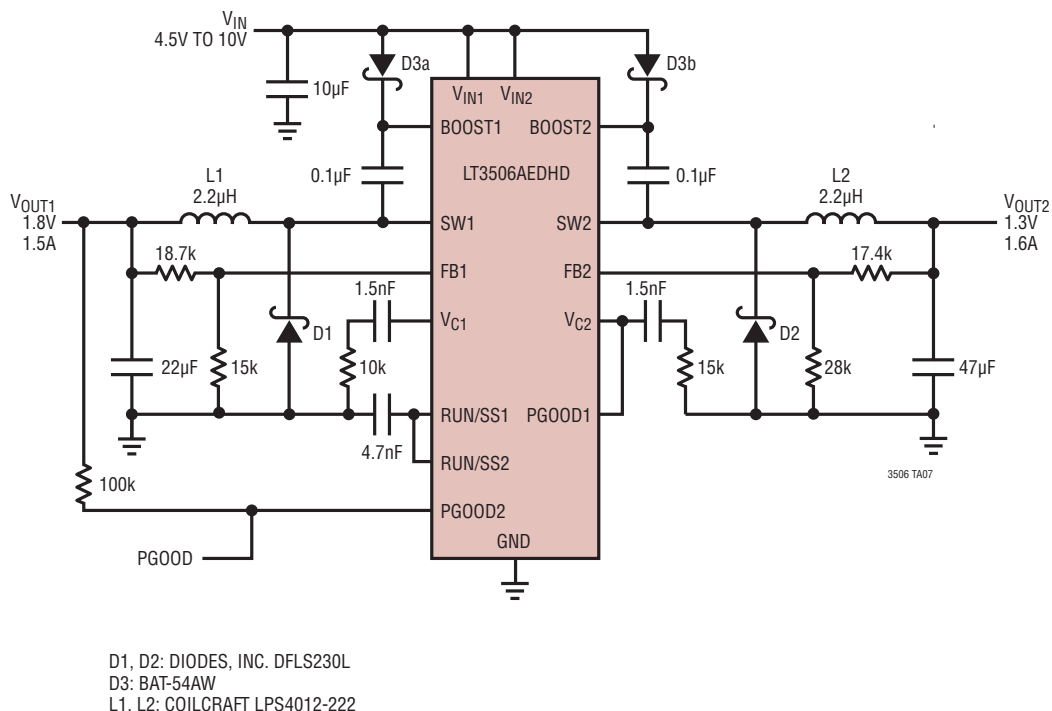 VIN
4.5V TO 10V
10µF
D3a
D3b
VIN1
VIN2
BOOST1
BOOST2
LT3506AEDHD
0.1µF
0.1µF
L1
2.2µH
L2
2.2µH
VOUT1
1.8V
1.5A
SW1
SW2
VOUT2
1.3V
1.6A
18.7k
FB1
FB2
17.4k
1.5nF
VC1
VC2
1.5nF
D1
D2
22µF
15k
10k
15k
28k
47µF
RUN/SS1
PGOOD1
4.7nF
RUN/SS2
3506 TA07
100k
PGOOD2
GND
PGOOD
D1, D2: DIODES, INC. DFLS230L
D3: BAT-54AW
L1, L2: COILCRAFT LPS4012-222